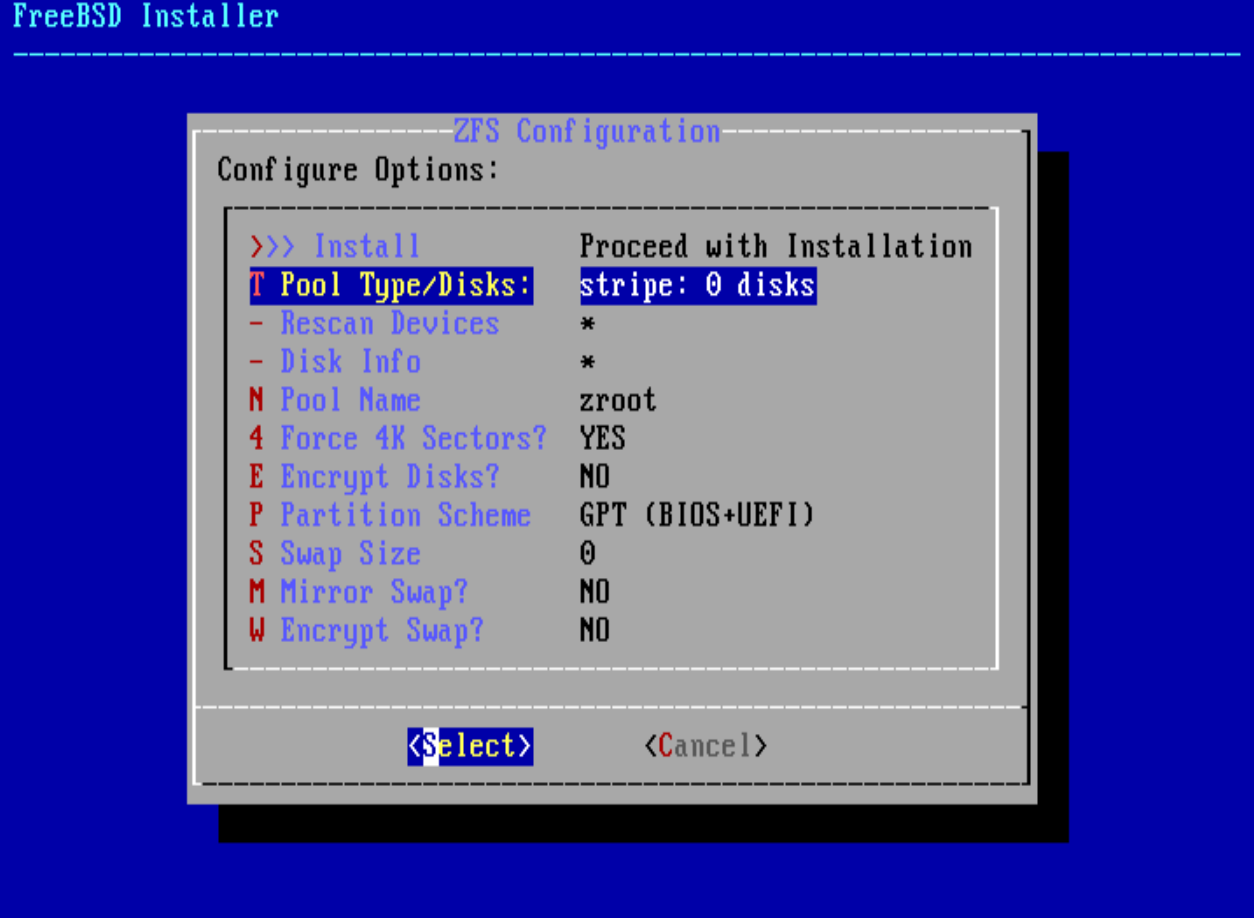 FreeBSD Installer
ZFS Configuration
Configure Options:
>>> Install Proceed with Installation
T Pool Type/Disks: stripe: 0 disks
- Rescan Devices *
- Disk Info *
N Pool Name zroot
4 Force 4K Sectors? YES
E Encrypt Disks? NO
P Partition Scheme GPT (BIOS+UEFI)
S Swap Size 0
M Mirror Swap? NO
W Encrypt Swap? NO
<Select> <Cancel>